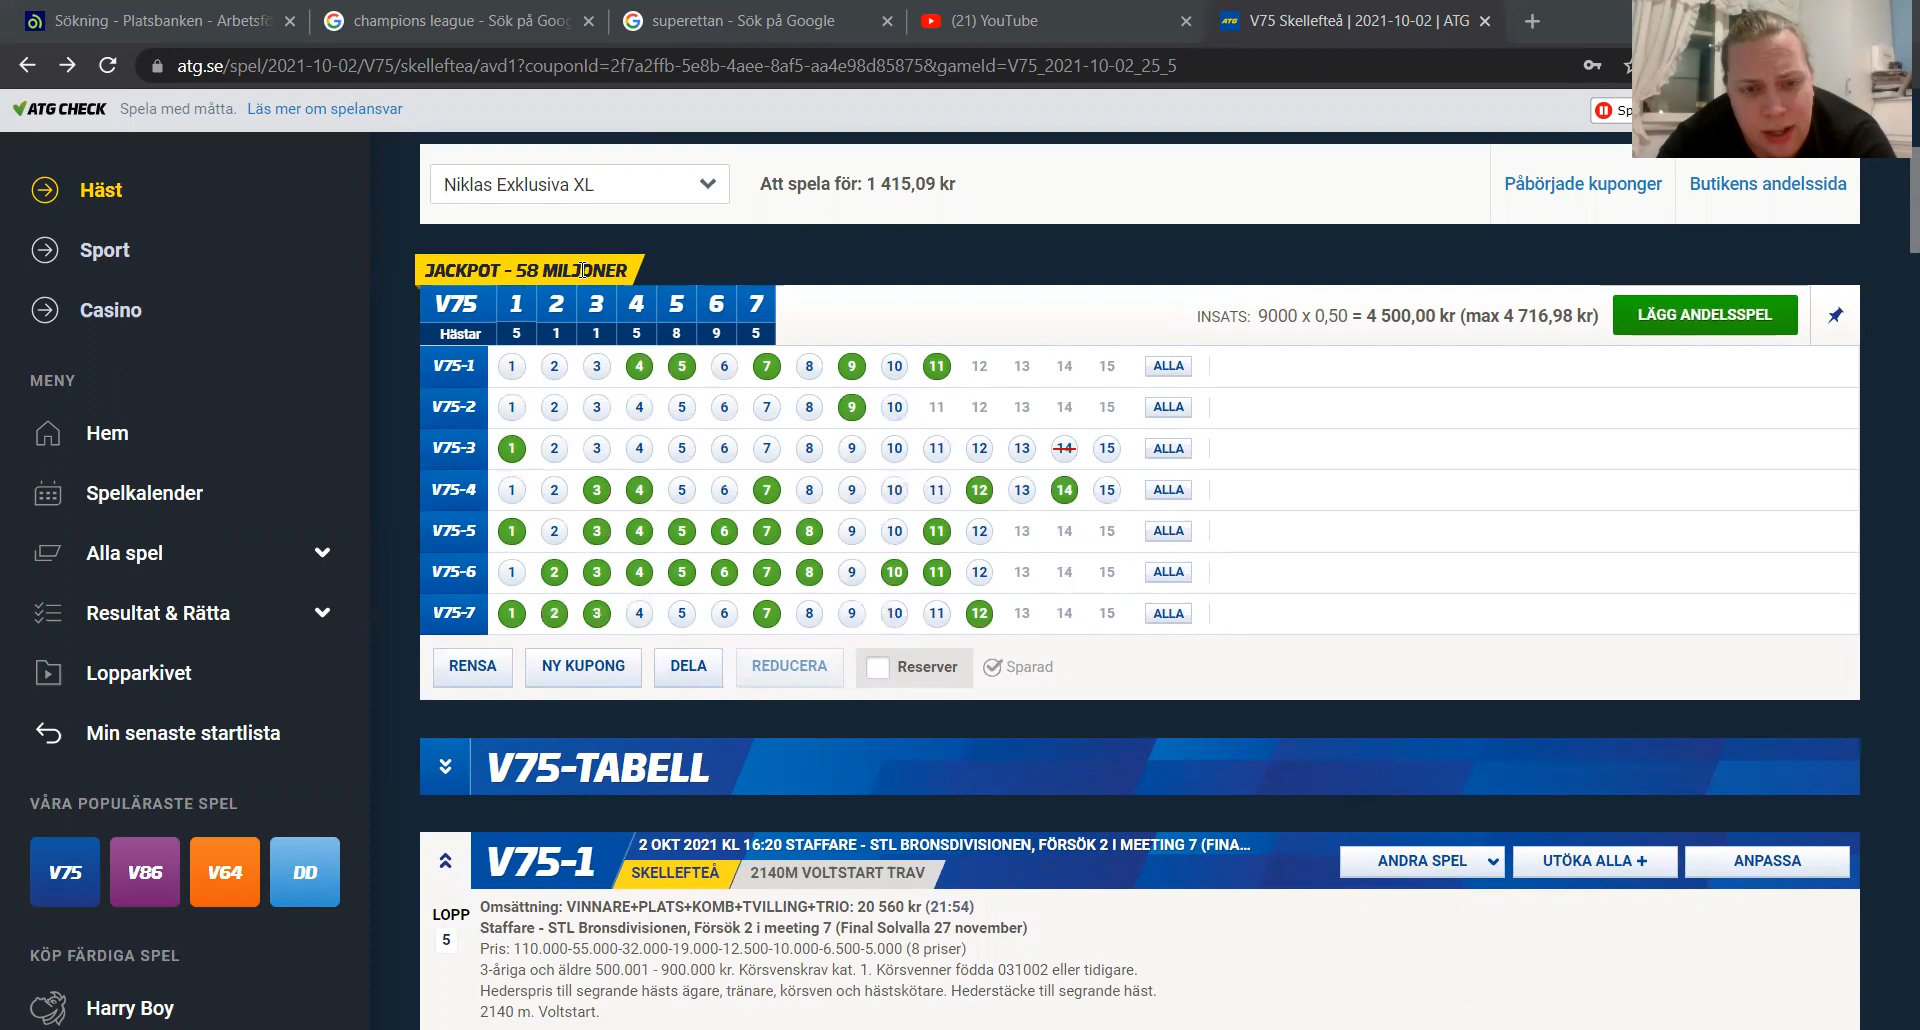 Sökning - Platsbanken - Arbetsfö
champions league - Sök på Goog
superettan - Sök på Google
(21) YouTube
V75 Skellefteå | 2021-10-02 | ATG
atg.se/spel/2021-10-02/V75/skelleftea/avd1?couponId=2f7a2ffb-5e8b-4aee-8af5-aa4e98d85875&gameId=V75_2021-10-02_25_5
ATG CHECK Spela med måtta. Läs mer om spelansvar
Sp
Häst
Sport
Casino
MENY
Hem
Spelkalender
Alla spel
Resultat & Rätta
Lopparkivet
Min senaste startlista
VÅRA POPULÄRASTE SPEL
V75 V86 V64 DD
KÖP FÄRDIGA SPEL
Harry Boy
Niklas Exklusiva XL
Att spela för: 1 415,09 kr
Påbörjade kuponger
Butikens andelssida
JACKPOT - 58 MILJONER
V75 1 2 3 4 5 6 7
Hästar 5 1 1 5 8 9 5
INSATS: 9000 x 0,50 = 4 500,00 kr (max 4 716,98 kr)
LÄGG ANDELSSPEL
V75-1 1 2 3 4 5 6 7 8 9 10 11 12 13 14 15 ALLA
V75-2 1 2 3 4 5 6 7 8 9 10 11 12 13 14 15 ALLA
V75-3 1 2 3 4 5 6 7 8 9 10 11 12 13 14 15 ALLA
V75-4 1 2 3 4 5 6 7 8 9 10 11 12 13 14 15 ALLA
V75-5 1 2 3 4 5 6 7 8 9 10 11 12 13 14 15 ALLA
V75-6 1 2 3 4 5 6 7 8 9 10 11 12 13 14 15 ALLA
V75-7 1 2 3 4 5 6 7 8 9 10 11 12 13 14 15 ALLA
RENSA NY KUPONG DELA REDUCERA Reserver Sparad
V75-TABELL
V75-1
2 OKT 2021 KL 16:20 STAFFARE - STL BRONSDIVISIONEN, FÖRSÖK 2 I MEETING 7 (FINA...
SKELLEFTEÅ 2140M VOLTSTART TRAV
ANDRA SPEL UTÖKA ALLA + ANPASSA
LOPP
5
Omsättning: VINNARE+PLATS+KOMB+TVILLING+TRIO: 20 560 kr (21:54)
Staffare - STL Bronsdivisionen, Försök 2 i meeting 7 (Final Solvalla 27 november)
Pris: 110.000-55.000-32.000-19.000-12.500-10.000-6.500-5.000 (8 priser)
3-åriga och äldre 500.001 - 900.000 kr. Körsvenskrav kat. 1. Körsvenner födda 031002 eller tidigare.
Hederspris till segrande hästs ägare, tränare, körsven och hästskötare. Hederstäcke till segrande häst.
2140 m. Voltstart.